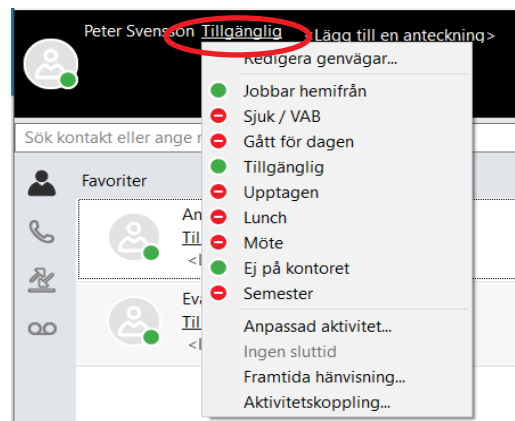 Peter Svensson Tillgänglig <Lägg till en anteckning>
Redigera genvägar...
Jobbar hemifrån
Sjuk / VAB
Sök kontakt eller ange
Gått för dagen
Favoriter
Tillgänglig
Upptagen
An
Lunch
Til
Möte
Ej på kontoret
Eva
Semester
Til
Anpassad aktivitet...
Ingen sluttid
Framtida hänvisning...
Aktivitetskoppling...